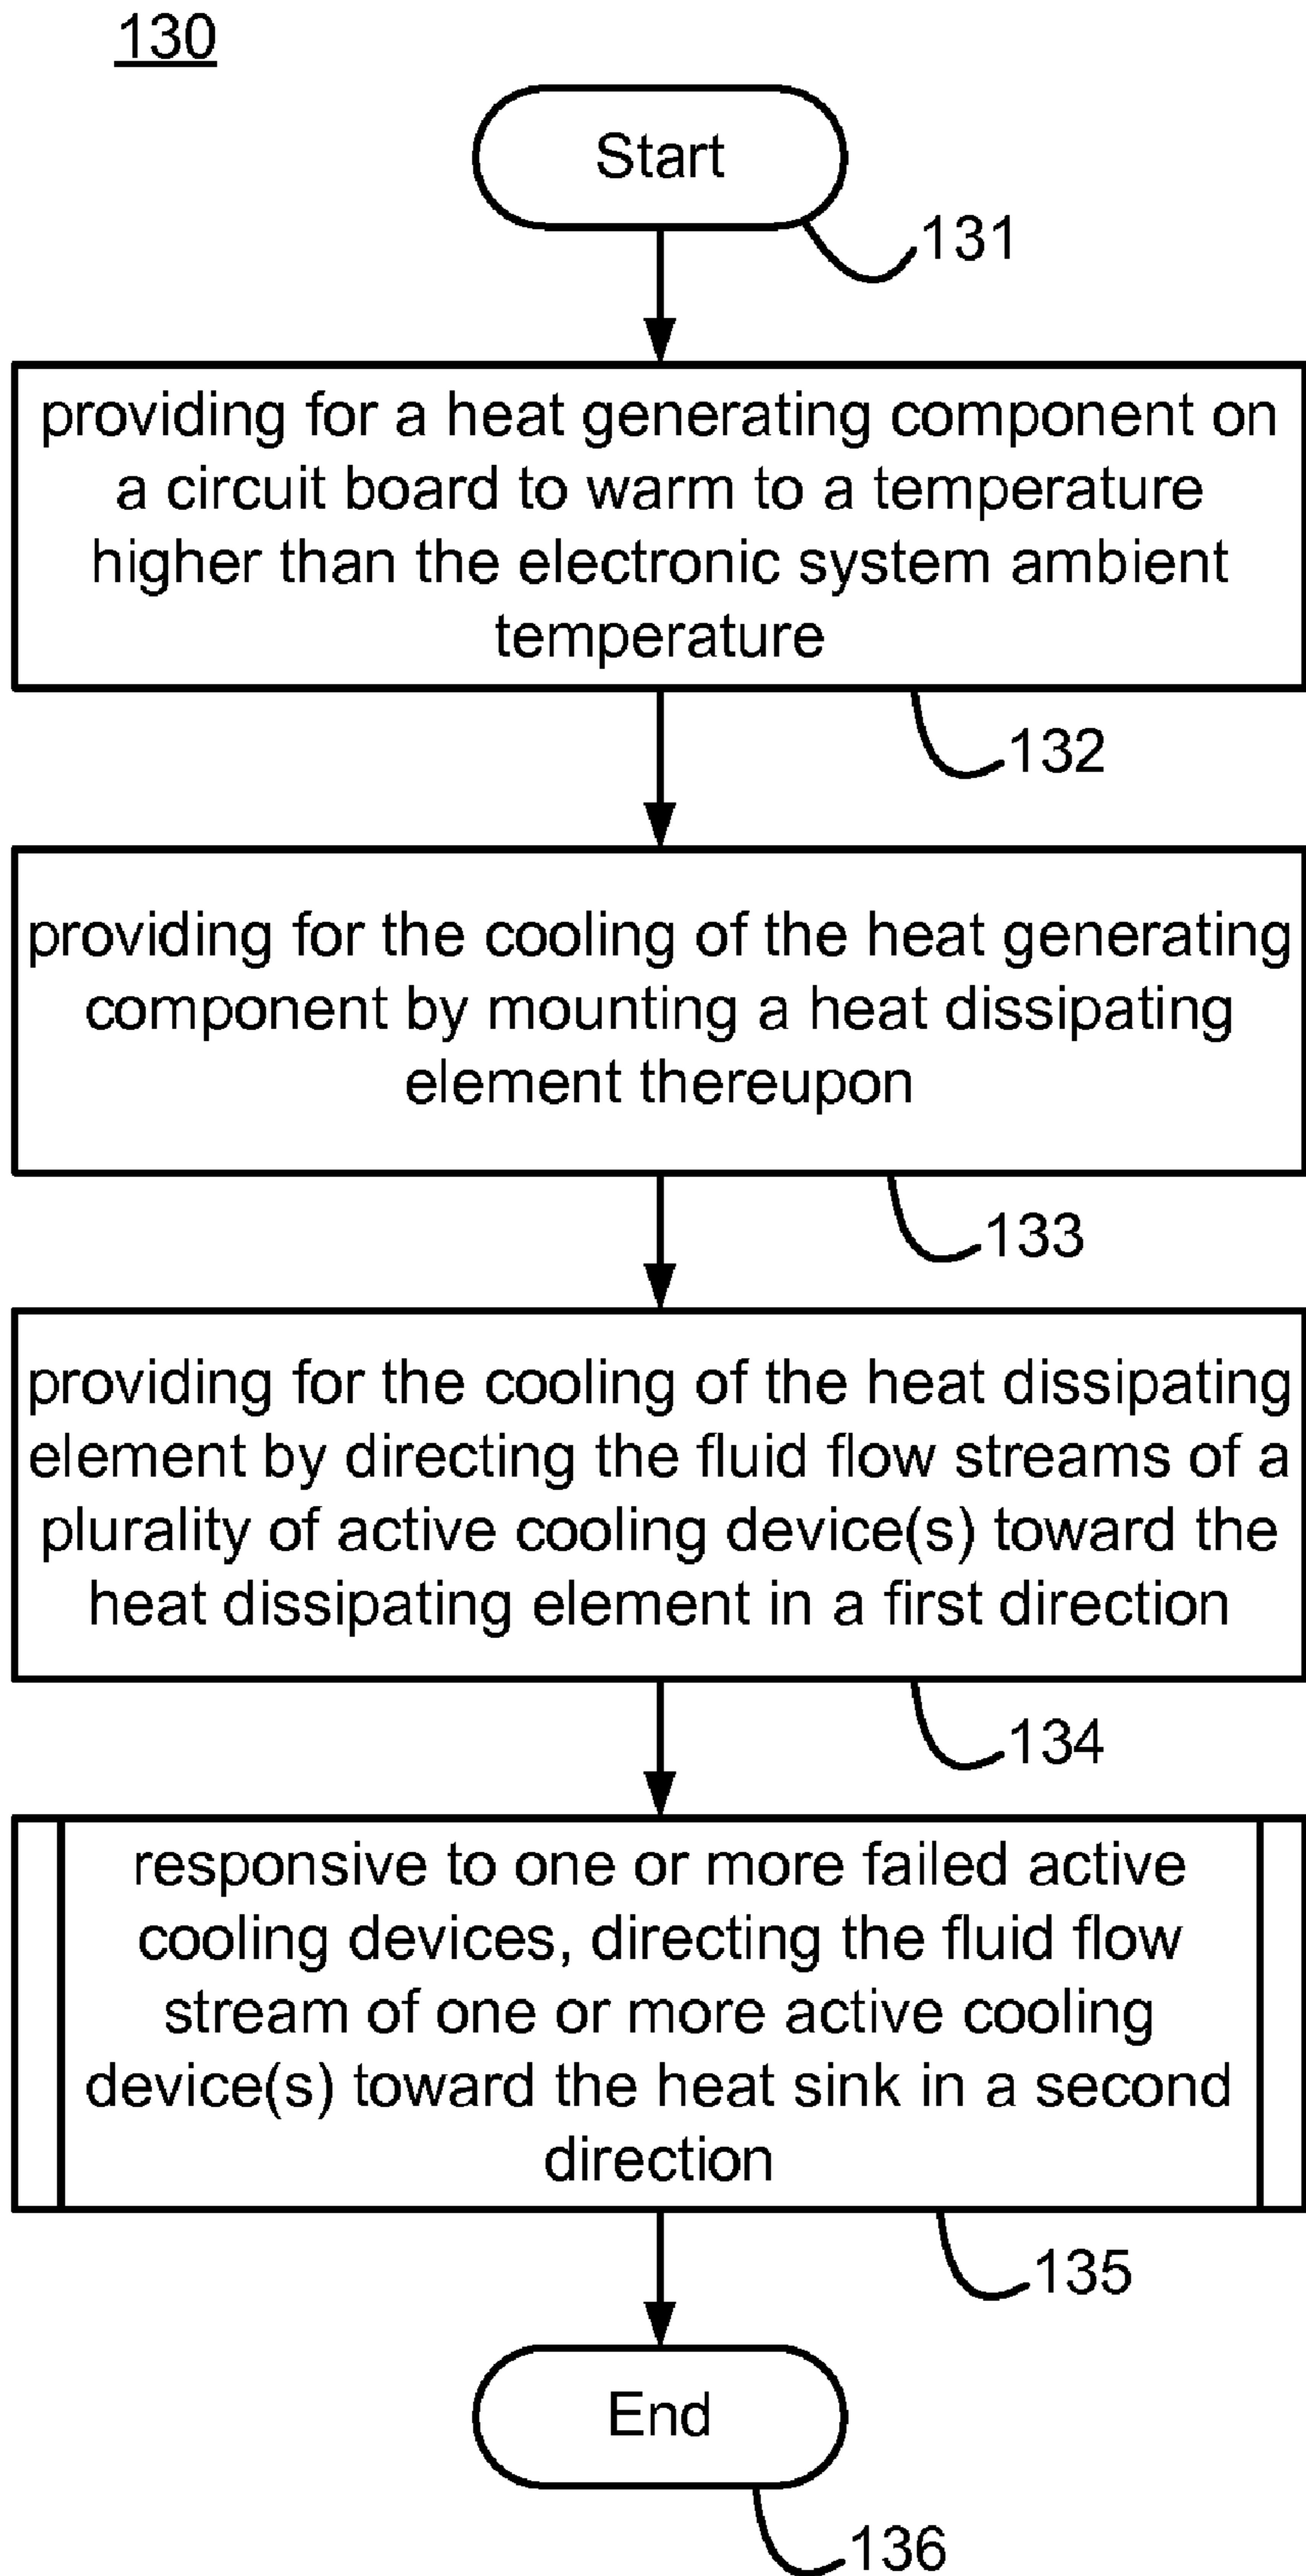 130
Start
131
providing for a heat generating component on
a circuit board to warm to a temperature
higher than the electronic system ambient
temperature
132
providing for the cooling of the heat generating
component by mounting a heat dissipating
element thereupon
133
providing for the cooling of the heat dissipating
element by directing the fluid flow streams of a
plurality of active cooling device(s) toward the
heat dissipating element in a first direction
134
responsive to one or more failed active
cooling devices, directing the fluid flow
stream of one or more active cooling
device(s) toward the heat sink in a second
direction
135
End
136